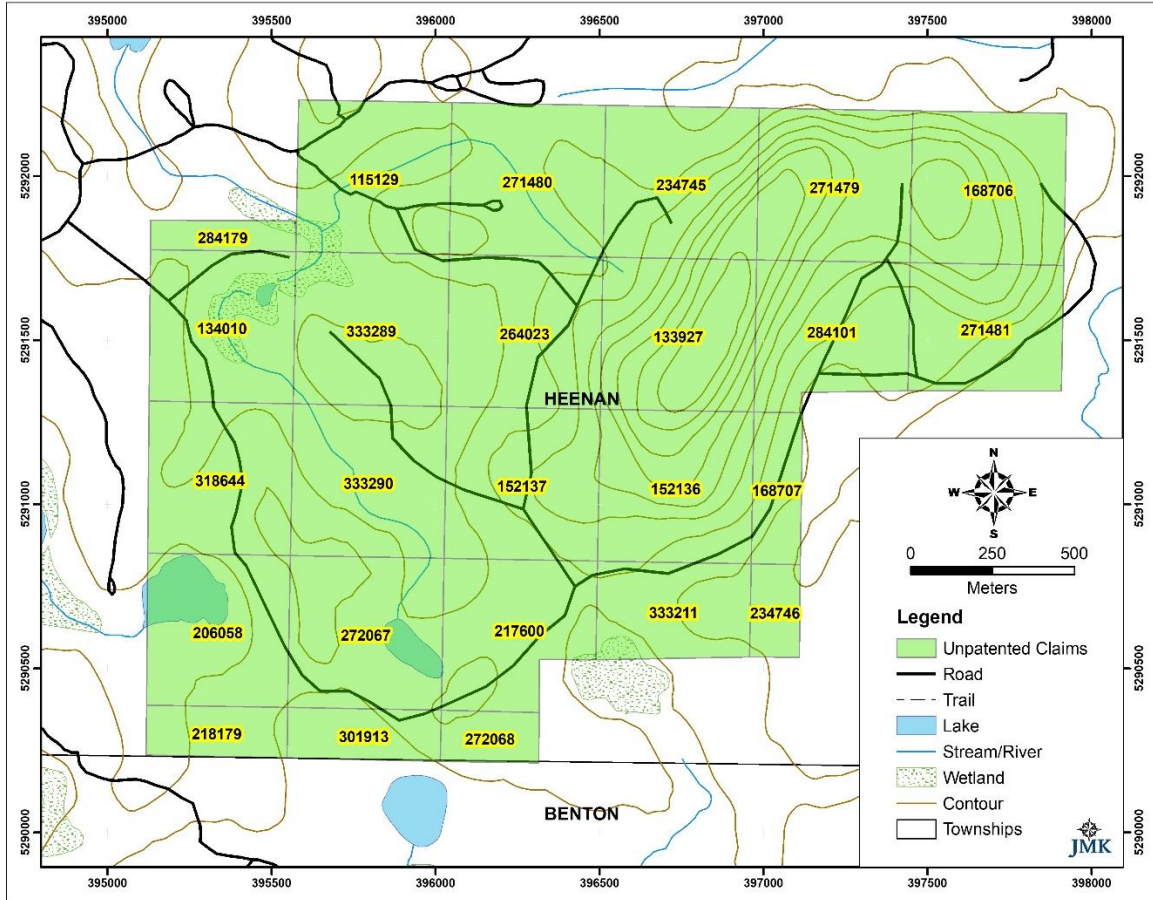 395000 395500 396000 396500 397000 397500 398000
5292000
5291500
5291000
5290500
5290000
5292000
5291500
5291000
5290500
5290000
115129
271480
234745
271479
168706
284179
134010
333289
264023
133927
284101
271481
HEENAN
318644
333290
152137
152136
168707
206058
272067
217600
333211
234746
218179
301913
272068
BENTON
N
W E
S
0 250 500
Meters
Legend
Unpatented Claims
Road
Trail
Lake
Stream/River
Wetland
Contour
Townships
JMK
395000 395500 396000 396500 397000 397500 398000